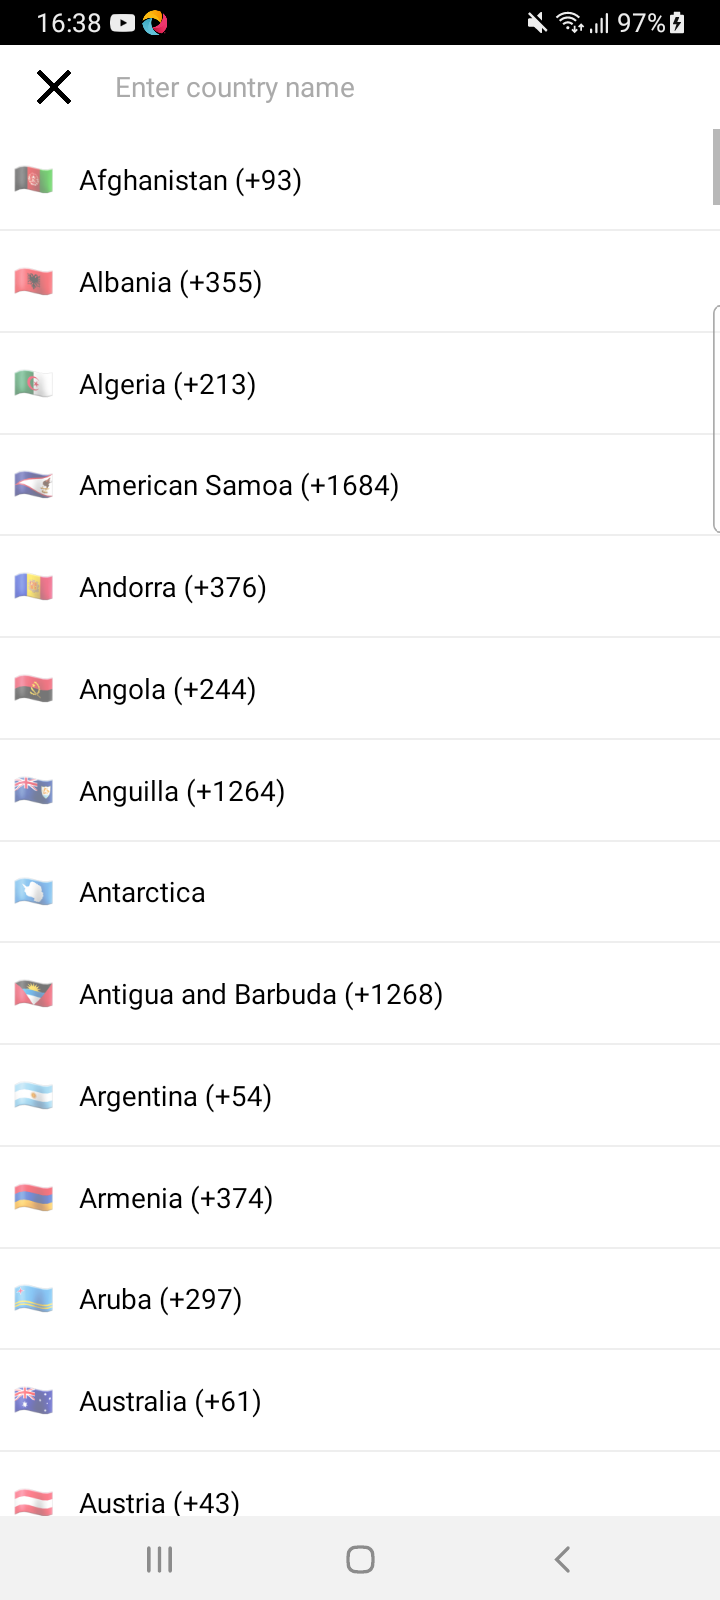 16:38 97%
Enter country name
Afghanistan (+93)
Albania (+355)
Algeria (+213)
American Samoa (+1684)
Andorra (+376)
Angola (+244)
Anguilla (+1264)
Antarctica
Antigua and Barbuda (+1268)
Argentina (+54)
Armenia (+374)
Aruba (+297)
Australia (+61)
Austria (+43)